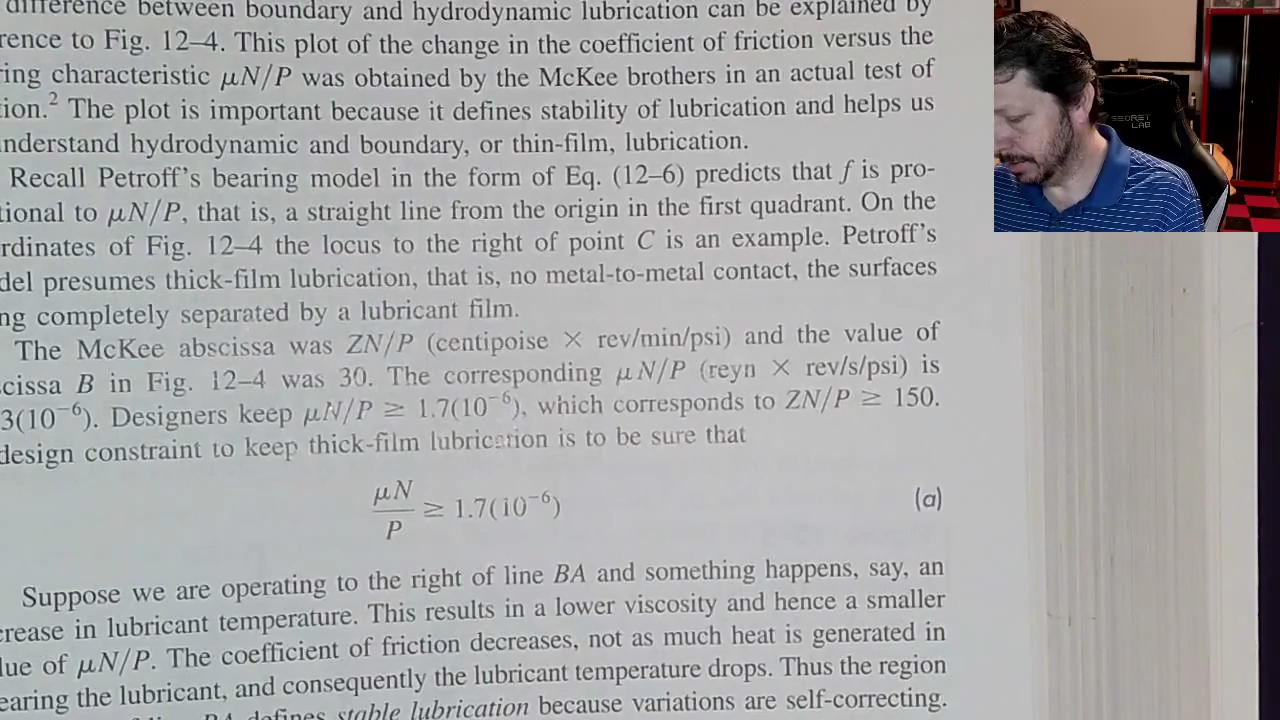 difference between boundary and hydrodynamic lubrication can be explained by
rence to Fig. 12–4. This plot of the change in the coefficient of friction versus the
ring characteristic μN/P was obtained by the McKee brothers in an actual test of
ion.² The plot is important because it defines stability of lubrication and helps us
nderstand hydrodynamic and boundary, or thin-film, lubrication.
Recall Petroff's bearing model in the form of Eq. (12–6) predicts that f is pro-
tional to μN/P, that is, a straight line from the origin in the first quadrant. On the
rdinates of Fig. 12–4 the locus to the right of point C is an example. Petroff's
del presumes thick-film lubrication, that is, no metal-to-metal contact, the surfaces
ng completely separated by a lubricant film.
The McKee abscissa was ZN/P (centipoise × rev/min/psi) and the value of
cissa B in Fig. 12–4 was 30. The corresponding μN/P (reyn × rev/s/psi) is
3(10⁻⁶). Designers keep μN/P ≥ 1.7(10⁻⁶), which corresponds to ZN/P ≥ 150.
design constraint to keep thick-film lubrication is to be sure that
μN/P ≥ 1.7(10⁻⁶) (a)
Suppose we are operating to the right of line BA and something happens, say, an
crease in lubricant temperature. This results in a lower viscosity and hence a smaller
lue of μN/P. The coefficient of friction decreases, not as much heat is generated in
earing the lubricant, and consequently the lubricant temperature drops. Thus the region
BA defines stable lubrication because variations are self-correcting.
SECRET
LAB